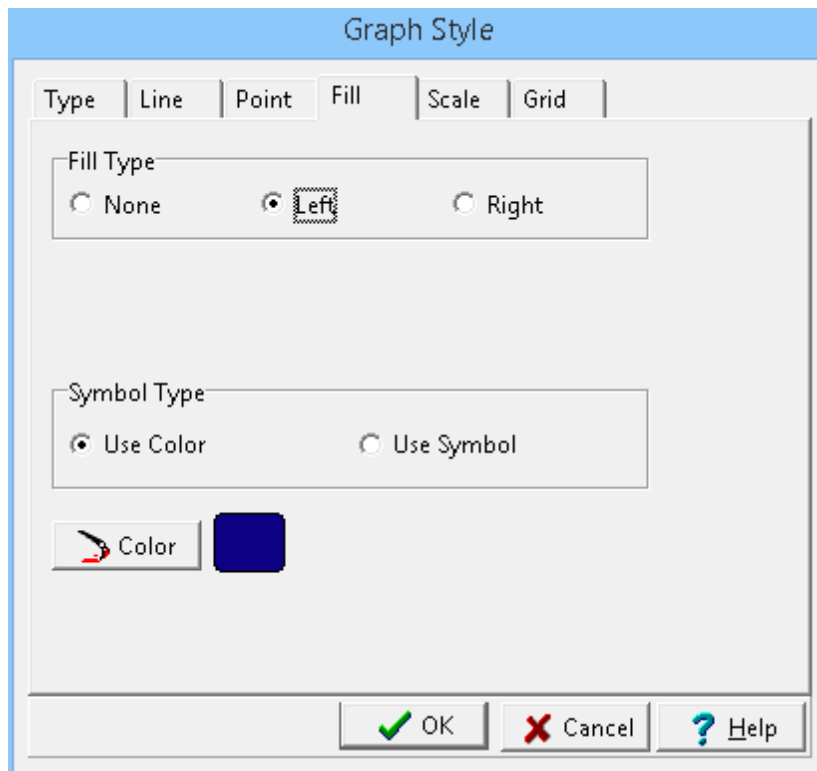 Graph Style
Type Line Point Fill Scale Grid
Fill Type
None Left Right
Symbol Type
Use Color Use Symbol
Color
OK Cancel Help